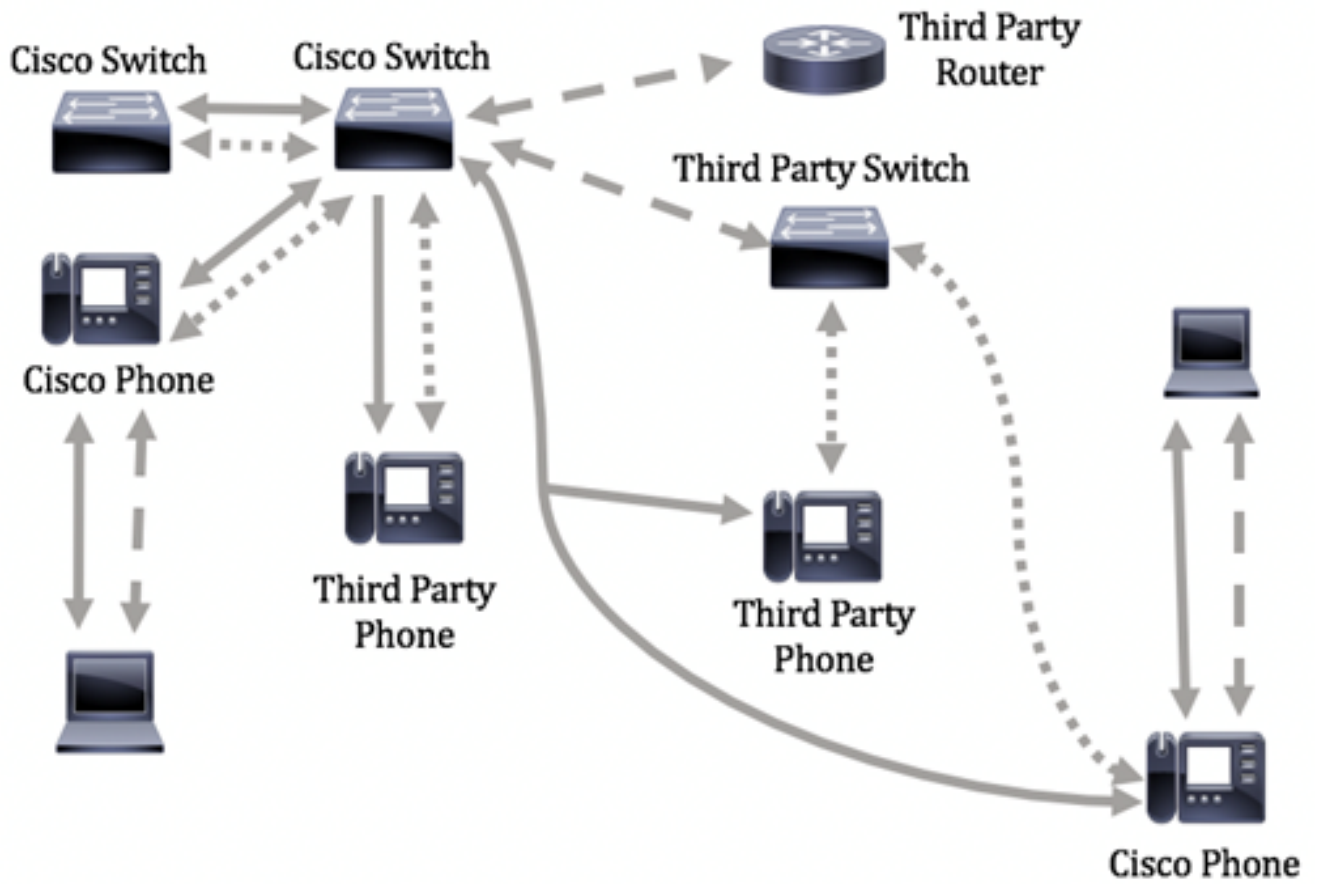 Cisco Switch
Cisco Switch
Third Party
Router
Third Party Switch
Cisco Phone
Third Party
Phone
Third Party
Phone
Cisco Phone